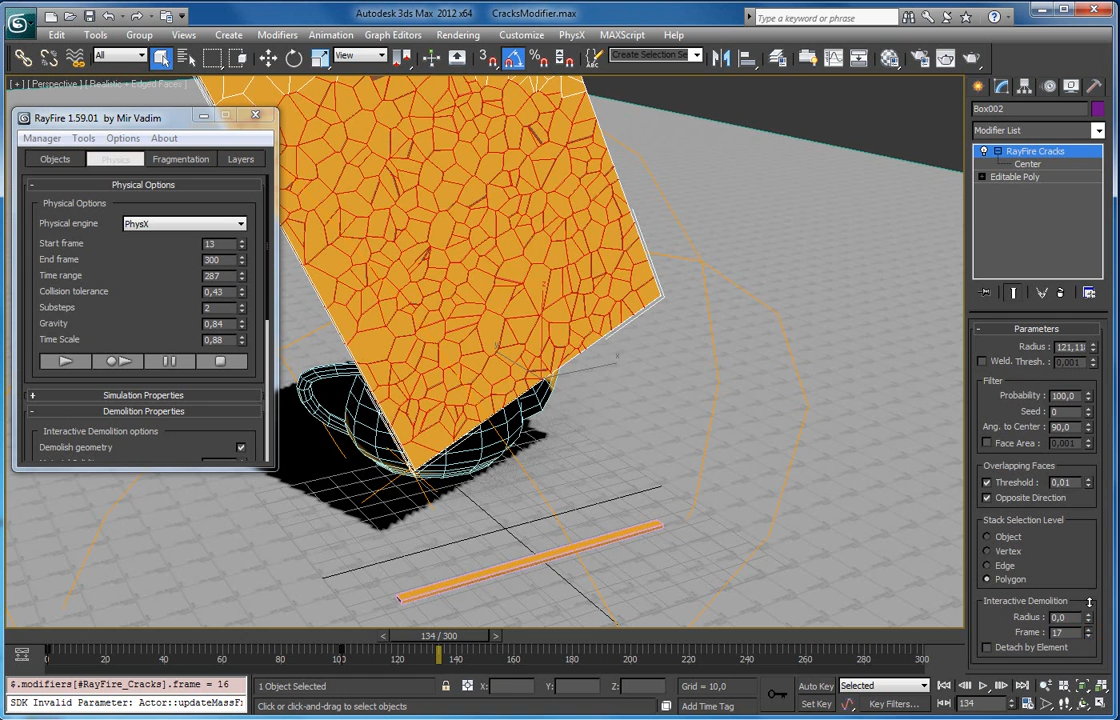 Autodesk 3ds Max 2012 x64 CracksModifier.max
Type a keyword or phrase
Edit Tools Group Views Create Modifiers Animation Graph Editors Rendering Customize PhysX MAXScript Help
All View Create Selection Se
[ + ] [ Perspective ] [ Realistic + Edged Faces ]
RayFire 1.59.01 by Mir Vadim
Manager Tools Options About
Objects Physics Fragmentation Layers
- Physical Options
Physical Options
Physical engine PhysX
Start frame 13
End frame 300
Time range 287
Collision tolerance 0,43
Substeps 2
Gravity 0,84
Time Scale 0,88
+ Simulation Properties
- Demolition Properties
Interactive Demolition options
Demolish geometry
z
y
x
Box002
Modifier List
RayFire Cracks
Center
Editable Poly
- Parameters
Radius : 121,11
Weld. Thresh. : 0,001
Filter
Probability : 100,0
Seed : 0
Ang. to Center : 90,0
Face Area : 0,001
Overlapping Faces
Threshold : 0,01
Opposite Direction
Stack Selection Level
Object
Vertex
Edge
Polygon
Interactive Demolition
Radius : 0,0
Frame : 17
Detach by Element
< 134 / 300 >
0 20 40 60 80 100 120 140 160 180 200 220 240 260 280 300
$.modifiers[#RayFire_Cracks].frame = 16
SDK Invalid Parameter: Actor::updateMassF
1 Object Selected X: Y: Z: Grid = 10,0 Auto Key Selected
Click or click-and-drag to select objects Add Time Tag Set Key Key Filters... 134